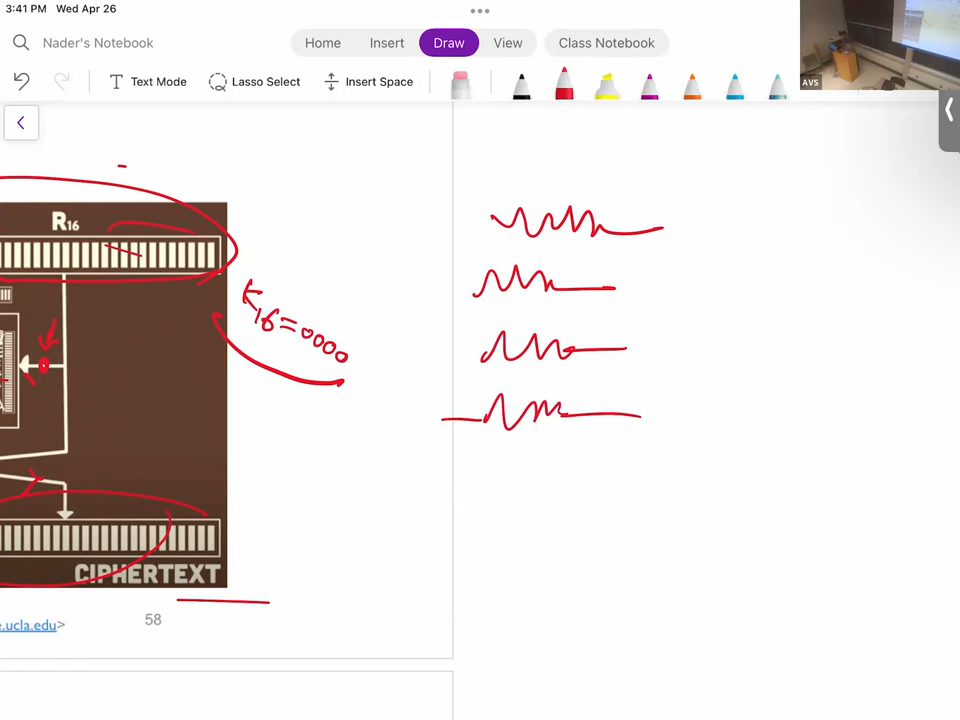 3:41 PM Wed Apr 26
Nader's Notebook
Home Insert Draw View Class Notebook
Text Mode Lasso Select Insert Space
AVS
R16
K16=0000
CIPHERTEXT
e.ucla.edu> 58